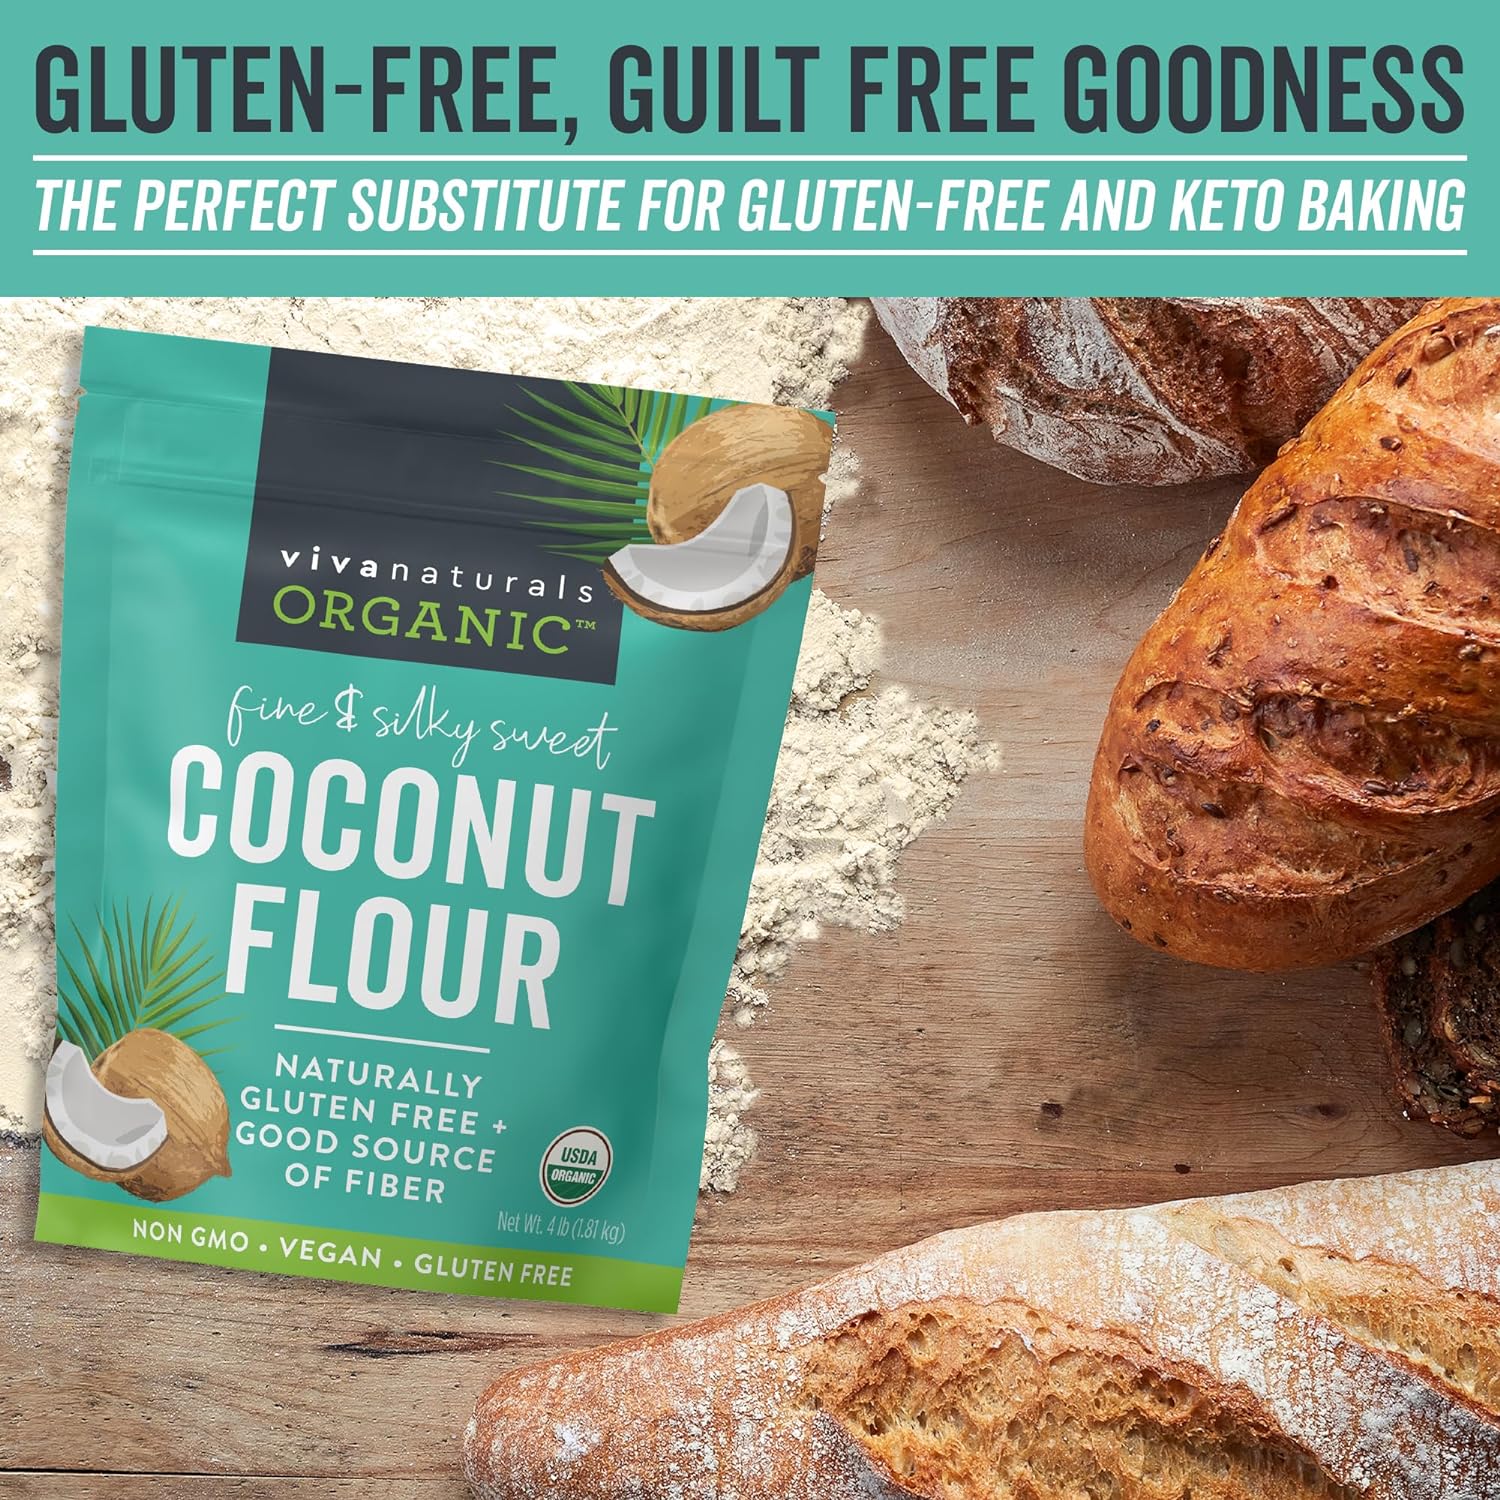 GLUTEN-FREE, GUILT FREE GOODNESS
THE PERFECT SUBSTITUTE FOR GLUTEN-FREE AND KETO BAKING
vivanaturals
ORGANIC™
fine & silky sweet
COCONUT
FLOUR
NATURALLY
GLUTEN FREE +
GOOD SOURCE
OF FIBER
USDA
ORGANIC
Net Wt. 4 lb (1.81 kg)
NON GMO • VEGAN • GLUTEN FREE